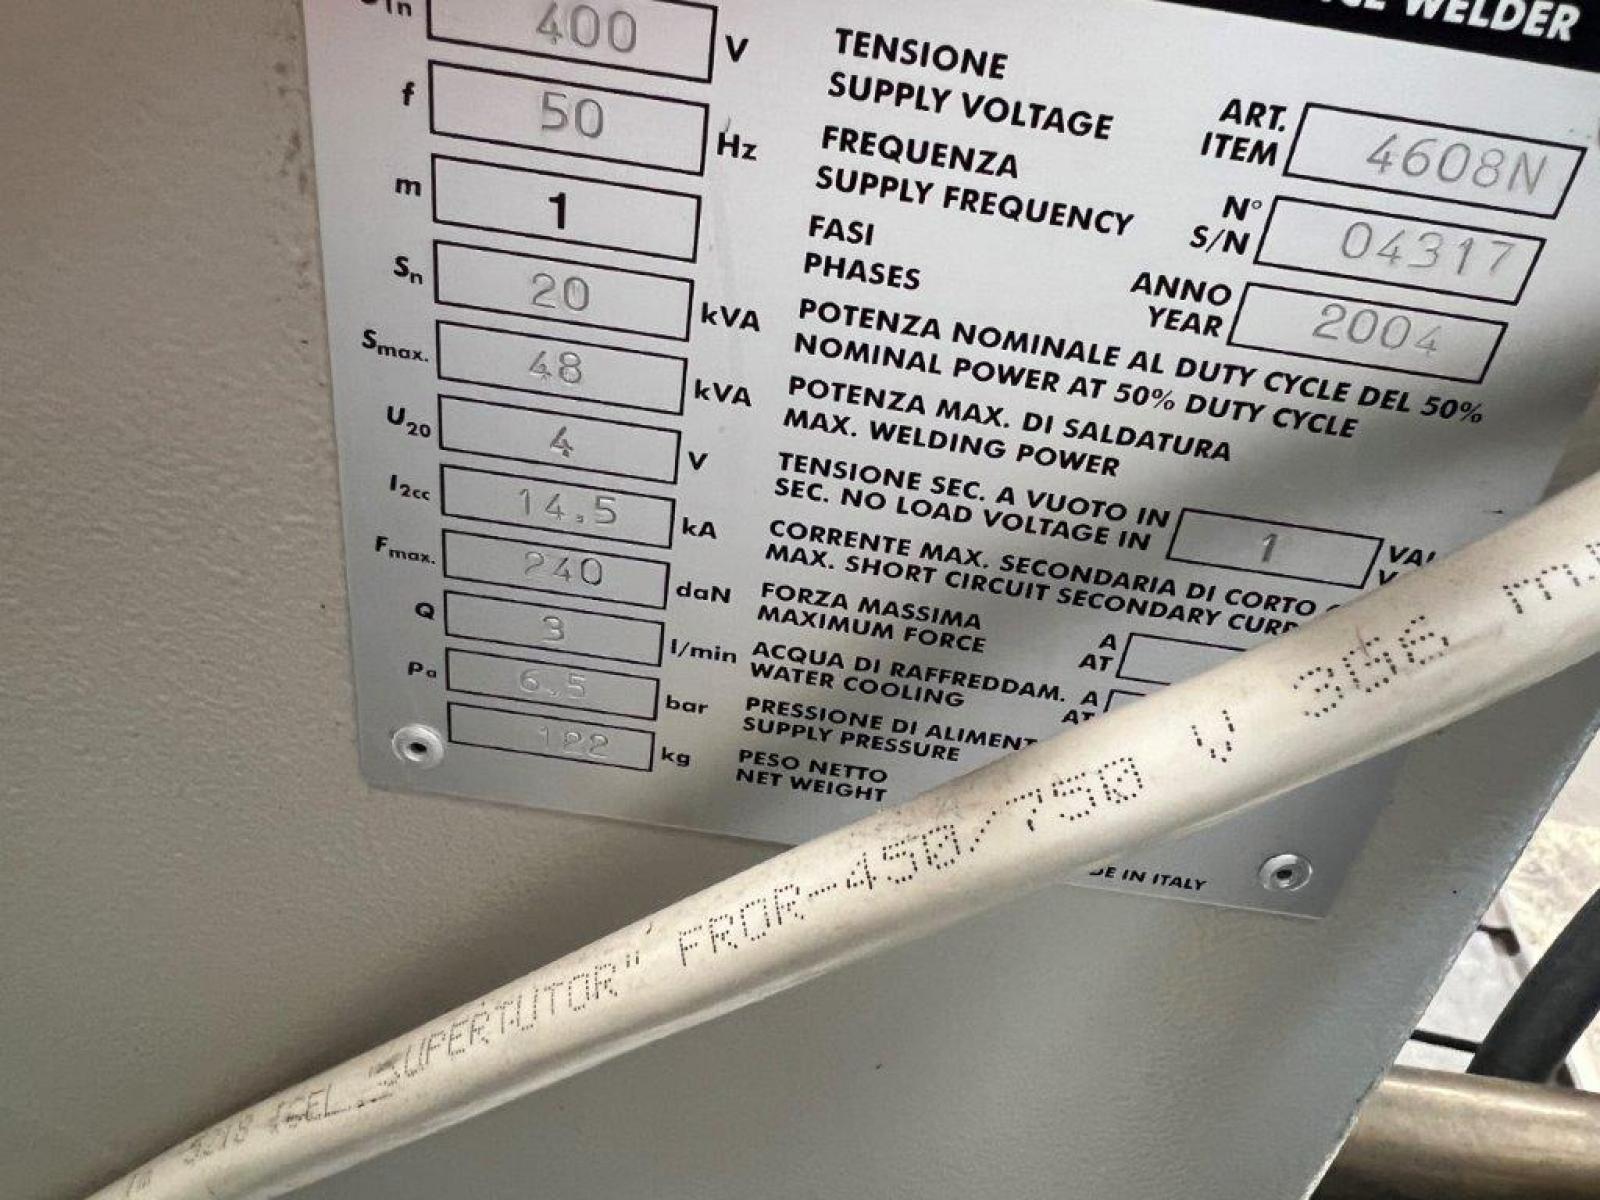 WELDER
400 V TENSIONE
SUPPLY VOLTAGE
f 50 Hz FREQUENZA
SUPPLY FREQUENCY
m 1 FASI
PHASES
ART.
ITEM 4608N
N°
S/N 04317
ANNO
YEAR 2004
Sn 20 kVA POTENZA NOMINALE AL DUTY CYCLE DEL 50%
NOMINAL POWER AT 50% DUTY CYCLE
Smax. 48 kVA POTENZA MAX. DI SALDATURA
MAX. WELDING POWER
U20 4 V TENSIONE SEC. A VUOTO IN
SEC. NO LOAD VOLTAGE IN 1
I2cc 14,5 kA CORRENTE MAX. SECONDARIA DI CORTO
MAX. SHORT CIRCUIT SECONDARY
Fmax. 240 daN FORZA MASSIMA
MAXIMUM FORCE
A
AT
Q 3 l/min ACQUA DI RAFFREDDAM.
WATER COOLING
A
AT
Pa 6,5 bar PRESSIONE DI
SUPPLY PRESSURE
122 kg PESO NETTO
NET WEIGHT
IN ITALY
SUPERTUTOR" FROR-450/750 V 3G6